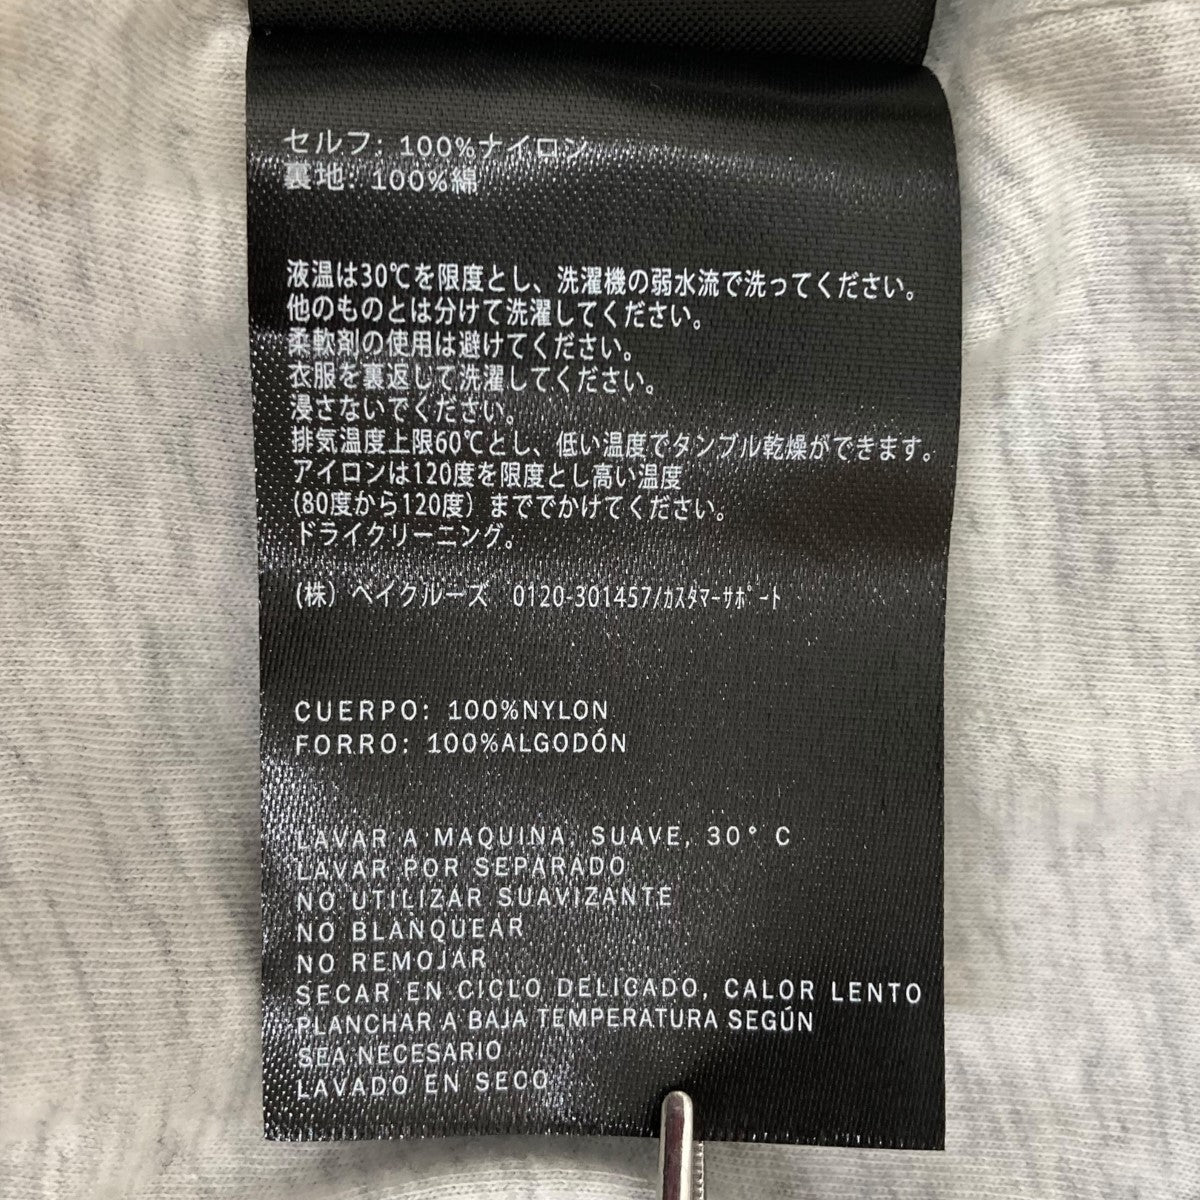 セルフ: 100%ナイロン
裏地: 100%綿
液温は30℃を限度とし、洗濯機の弱水流で洗ってください。
他のものとは分けて洗濯してください。
柔軟剤の使用は避けてください。
衣服を裏返して洗濯してください。
浸さないでください。
排気温度上限60℃とし、低い温度でタンブル乾燥ができます。
アイロンは120度を限度とし高い温度
(80度から120度）まででかけてください。
ドライクリーニング。
(株）ベイクルーズ 0120-301457/ｶｽﾀﾏｰｻﾎﾟｰﾄ
CUERPO: 100%NYLON
FORRO: 100%ALGODÓN
LAVAR A MAQUINA, SUAVE, 30° C
LAVAR POR SEPARADO
NO UTILIZAR SUAVIZANTE
NO BLANQUEAR
NO REMOJAR
SECAR EN CICLO DELICADO, CALOR LENTO
PLANCHAR A BAJA TEMPERATURA SEGÚN
SEA NECESARIO
LAVADO EN SECO